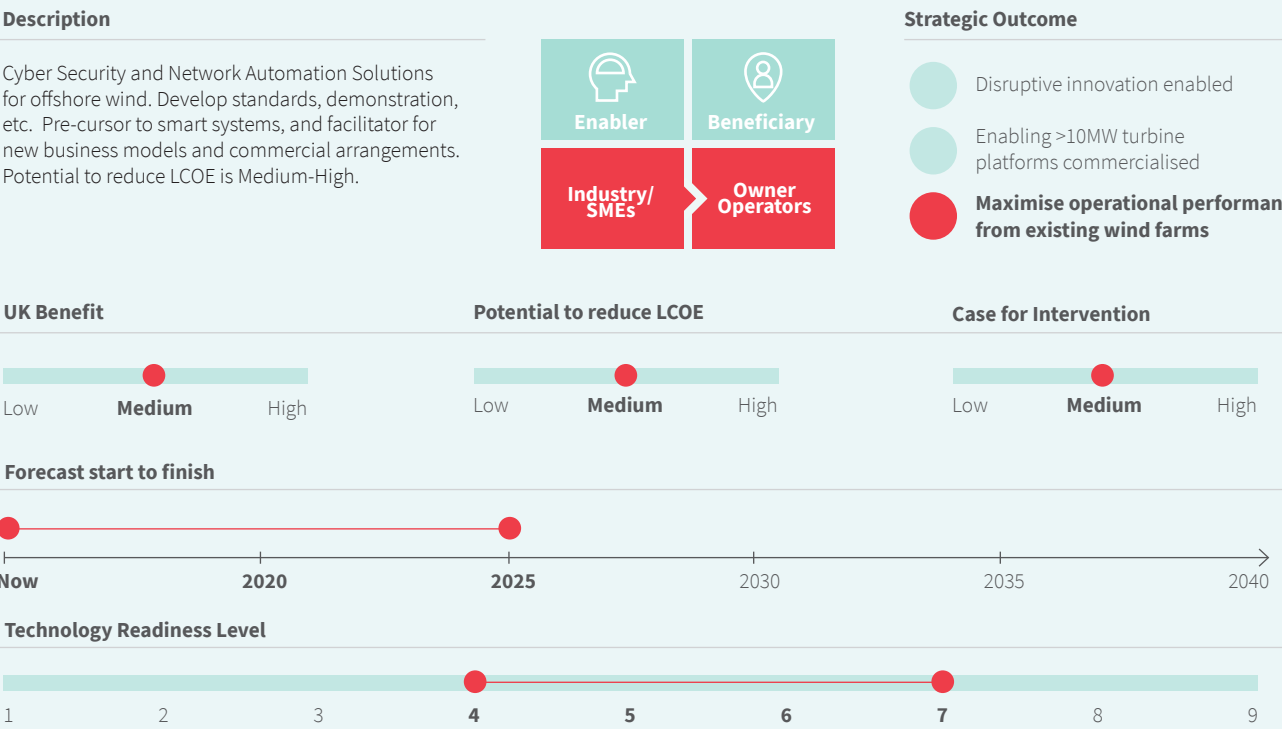 Description
Cyber Security and Network Automation Solutions
for offshore wind. Develop standards, demonstration,
etc. Pre-cursor to smart systems, and facilitator for
new business models and commercial arrangements.
Potential to reduce LCOE is Medium-High.
Enabler
Beneficiary
Industry/
SMEs
Owner
Operators
Strategic Outcome
Disruptive innovation enabled
Enabling >10MW turbine
platforms commercialised
Maximise operational performan
from existing wind farms
UK Benefit
Low Medium High
Potential to reduce LCOE
Low Medium High
Case for Intervention
Low Medium High
Forecast start to finish
Now 2020 2025 2030 2035 2040
Technology Readiness Level
1 2 3 4 5 6 7 8 9